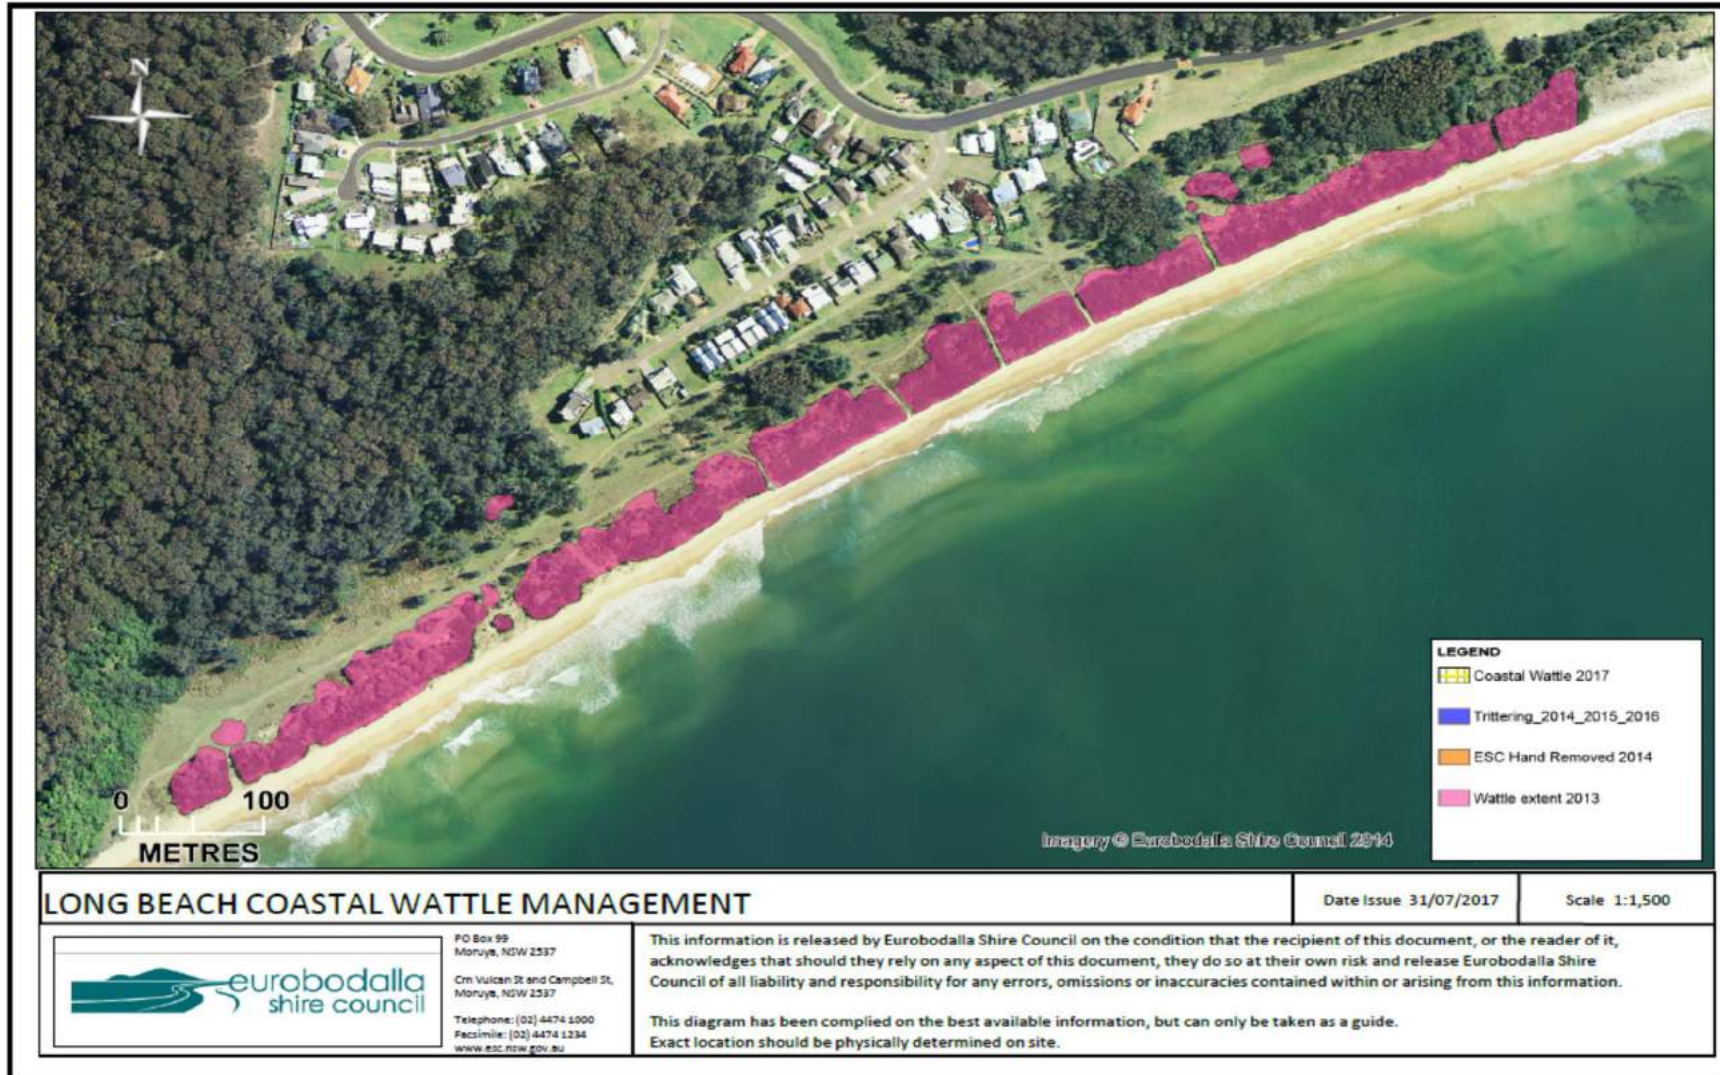 N
0 100
METRES
Imagery © Eurobodalla Shire Council 2014
LEGEND
Coastal Wattle 2017
Trittering_2014_2015_2016
ESC Hand Removed 2014
Wattle extent 2013
LONG BEACH COASTAL WATTLE MANAGEMENT
Date Issue 31/07/2017
Scale 1:1,500
eurobodalla
shire council
PO Box 99
Moruya, NSW 2537
Crn Vulcan St and Campbell St,
Moruya, NSW 2537
Telephone: (02) 4474 1000
Facsimile: (02) 4474 1234
www.esc.nsw.gov.au
This information is released by Eurobodalla Shire Council on the condition that the recipient of this document, or the reader of it,
acknowledges that should they rely on any aspect of this document, they do so at their own risk and release Eurobodalla Shire
Council of all liability and responsibility for any errors, omissions or inaccuracies contained within or arising from this information.
This diagram has been complied on the best available information, but can only be taken as a guide.
Exact location should be physically determined on site.